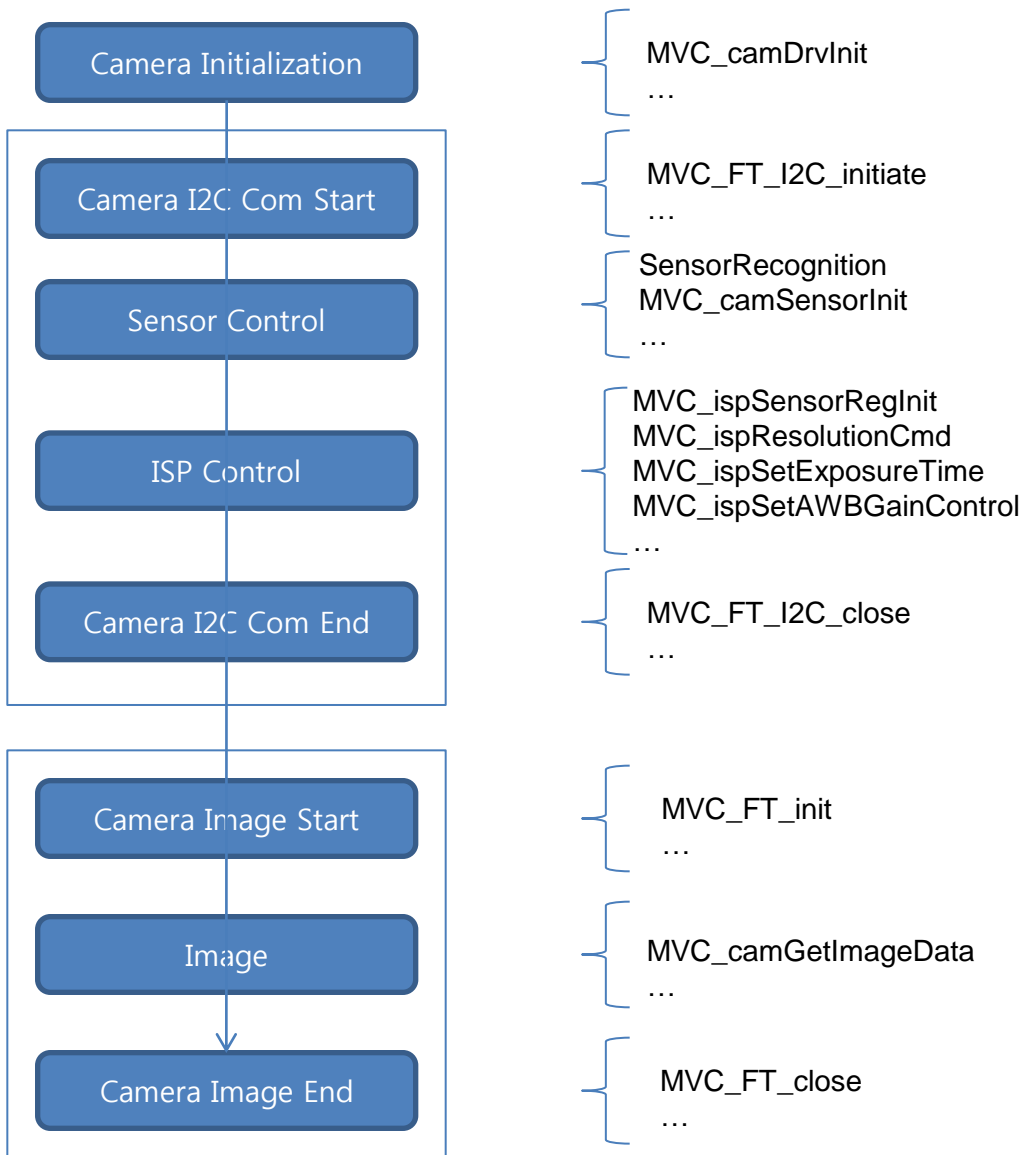 Camera Initialization
MVC_camDrvInit
…
Camera I2C Com Start
MVC_FT_I2C_initiate
…
Sensor Control
SensorRecognition
MVC_camSensorInit
…
ISP Control
MVC_ispSensorRegInit
MVC_ispResolutionCmd
MVC_ispSetExposureTime
MVC_ispSetAWBGainControl
…
Camera I2C Com End
MVC_FT_I2C_close
…
Camera Image Start
MVC_FT_init
…
Image
MVC_camGetImageData
…
Camera Image End
MVC_FT_close
…